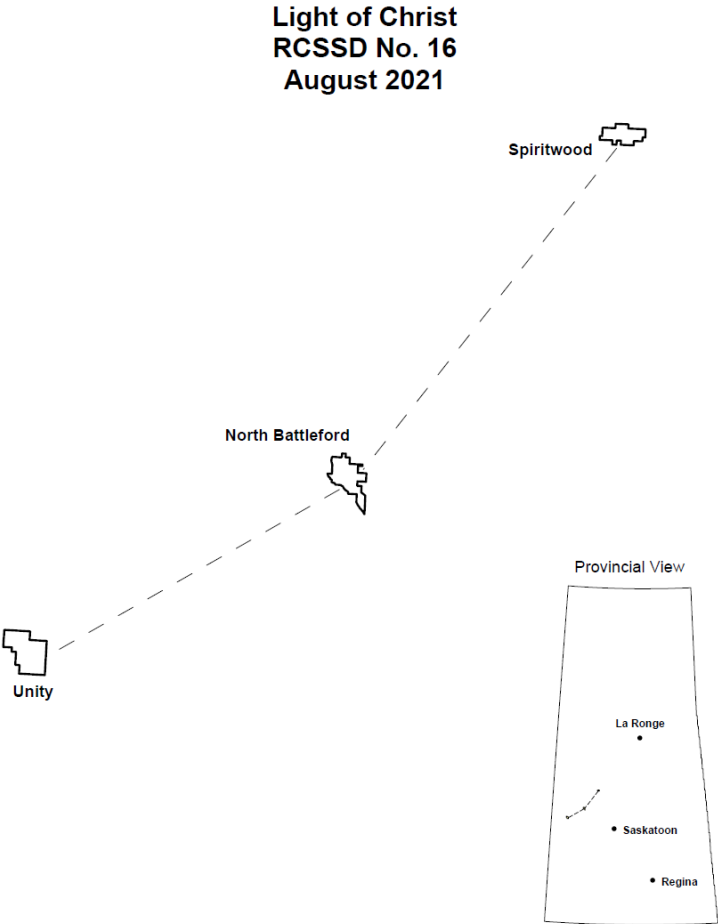 Light of Christ
RCSSD No. 16
August 2021
Spiritwood
North Battleford
Unity
Provincial View
La Ronge
Saskatoon
Regina